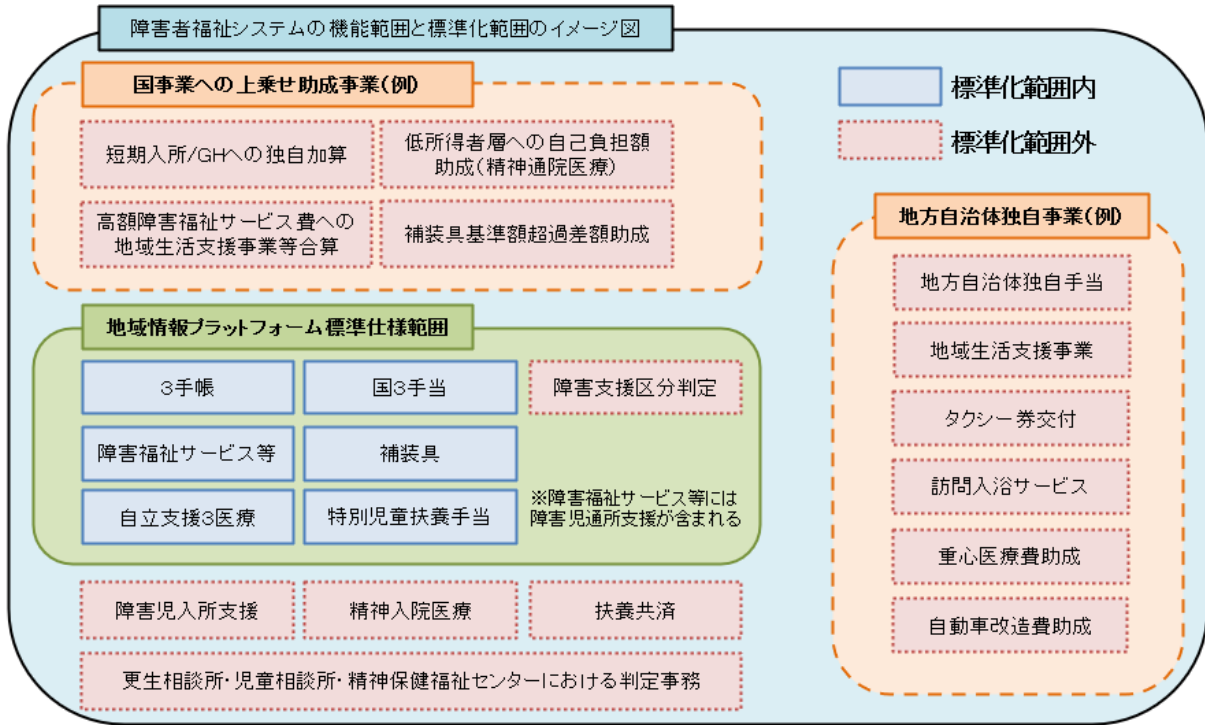 障害者福祉システムの機能範囲と標準化範囲のイメージ図
国事業への上乗せ助成事業(例)
短期入所/GHへの独自加算
低所得者層への自己負担額
助成(精神通院医療)
高額障害福祉サービス費への
地域生活支援事業等合算
補装具基準額超過差額助成
標準化範囲内
標準化範囲外
地方自治体独自事業(例)
地方自治体独自手当
地域生活支援事業
タクシー券交付
訪問入浴サービス
重心医療費助成
自動車改造費助成
地域情報プラットフォーム標準仕様範囲
3手帳
国3手当
障害支援区分判定
障害福祉サービス等
補装具
自立支援3医療
特別児童扶養手当
※障害福祉サービス等には
障害児通所支援が含まれる
障害児入所支援
精神入院医療
扶養共済
更生相談所・児童相談所・精神保健福祉センターにおける判定事務